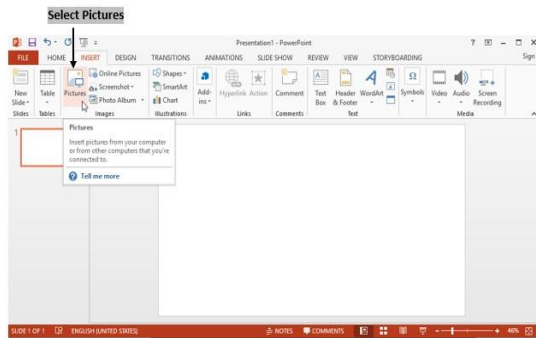 Select Pictures
Presentation1 - PowerPoint
FILE HOME INSERT DESIGN TRANSITIONS ANIMATIONS SLIDE SHOW REVIEW VIEW STORYBOARDING Sign
New Slide
Table
Pictures
Online Pictures
Screenshot
Photo Album
Shapes
SmartArt
Chart
Add-ins
Hyperlink
Action
Comment
Text Box
Header & Footer
WordArt
Symbols
Video
Audio
Screen Recording
Slides Tables Images Illustrations Links Comments Text Media
Pictures
Insert pictures from your computer
or from other computers that you're
connected to.
Tell me more
1
SLIDE 1 OF 1 ENGLISH (UNITED STATES) NOTES COMMENTS 46%